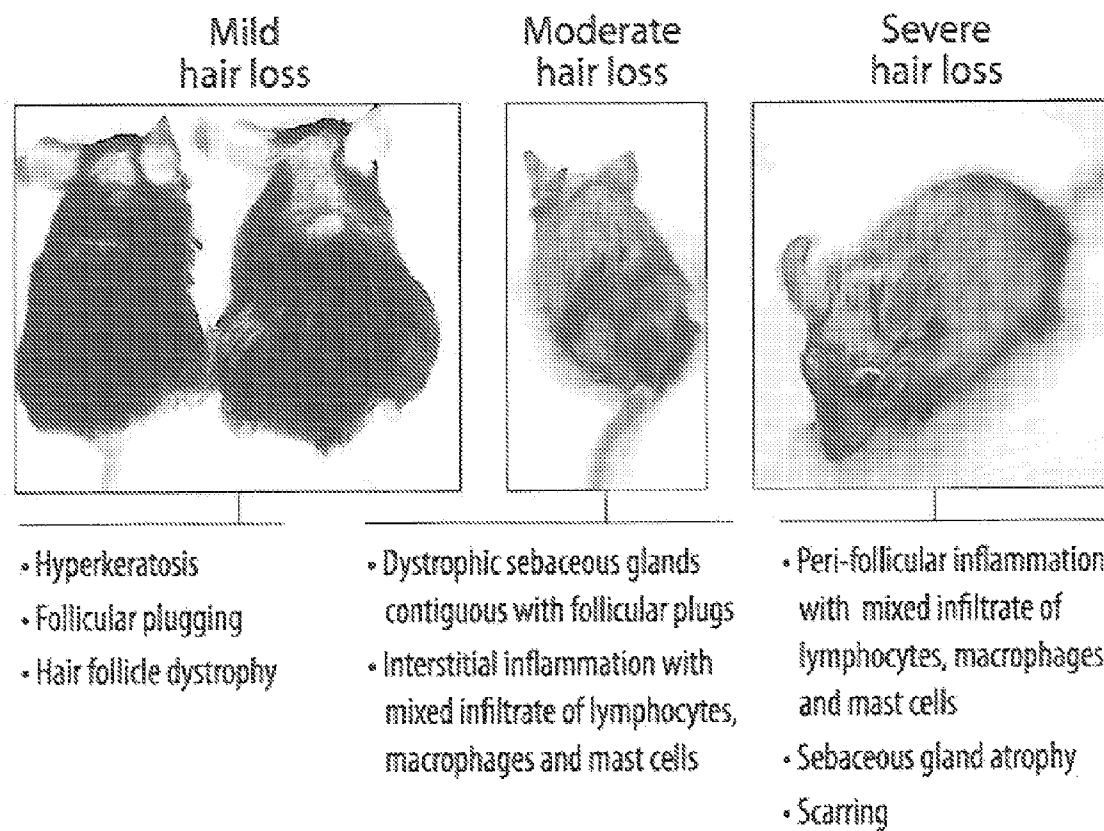 Mild
hair loss
Moderate
hair loss
Severe
hair loss
• Hyperkeratosis
• Follicular plugging
• Hair follicle dystrophy
• Dystrophic sebaceous glands
contiguous with follicular plugs
• Interstitial inflammation with
mixed infiltrate of lymphocytes,
macrophages and mast cells
• Peri-follicular inflammation
with mixed infiltrate of
lymphocytes, macrophages
and mast cells
• Sebaceous gland atrophy
• Scarring